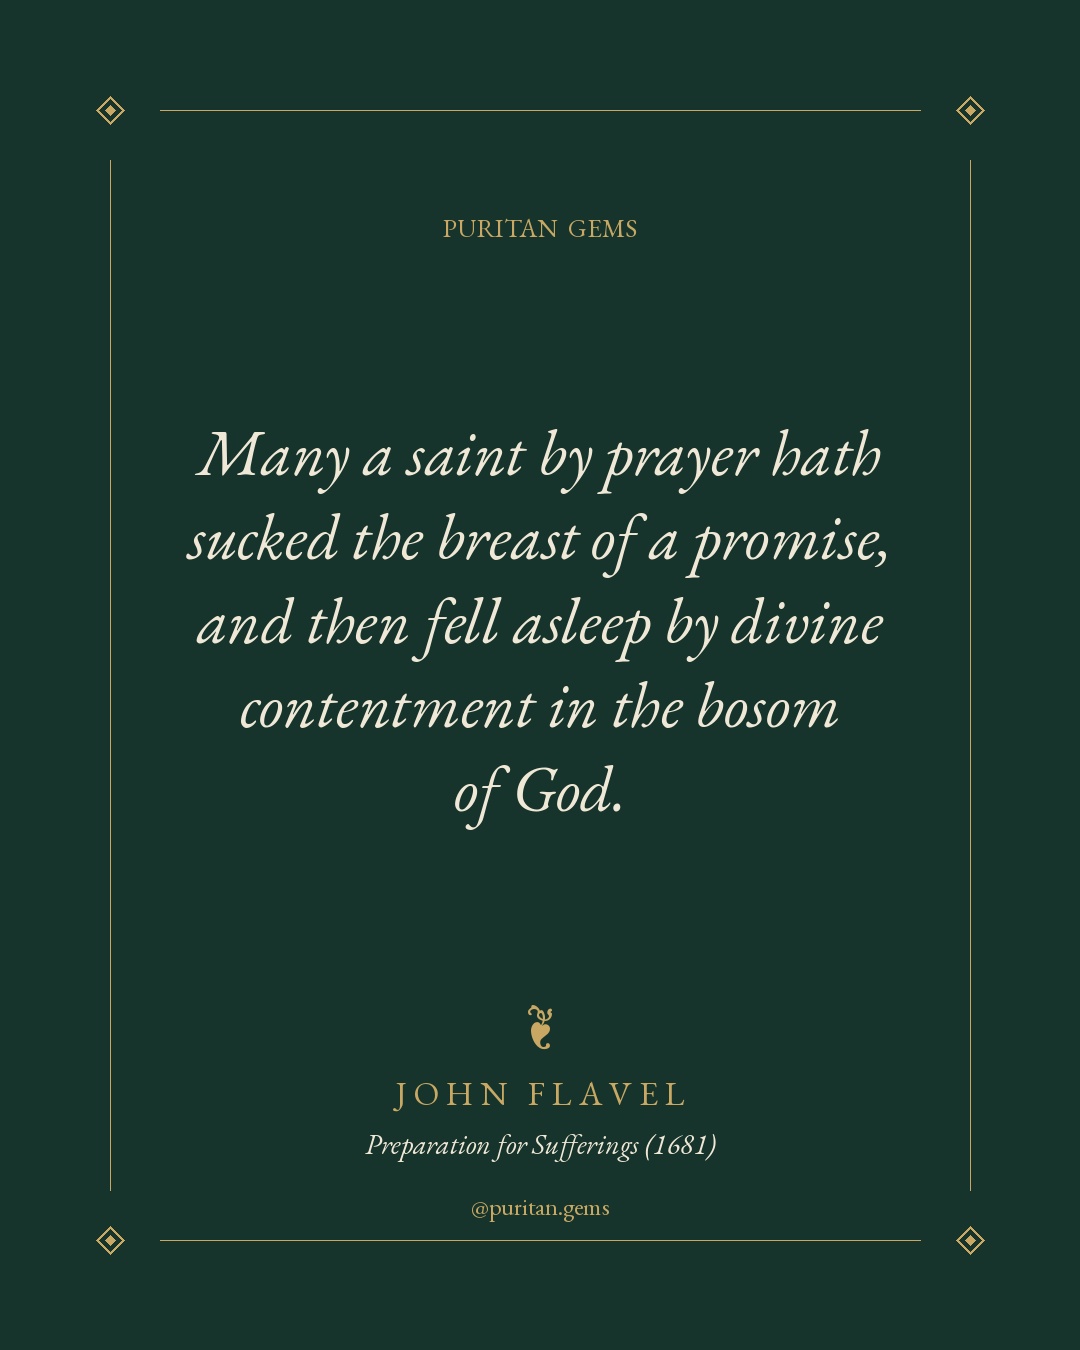 PURITAN GEMS
Many a saint by prayer hath
sucked the breast of a promise,
and then fell asleep by divine
contentment in the bosom
of God.
JOHN FLAVEL
Preparation for Sufferings (1681)
@puritan.gems